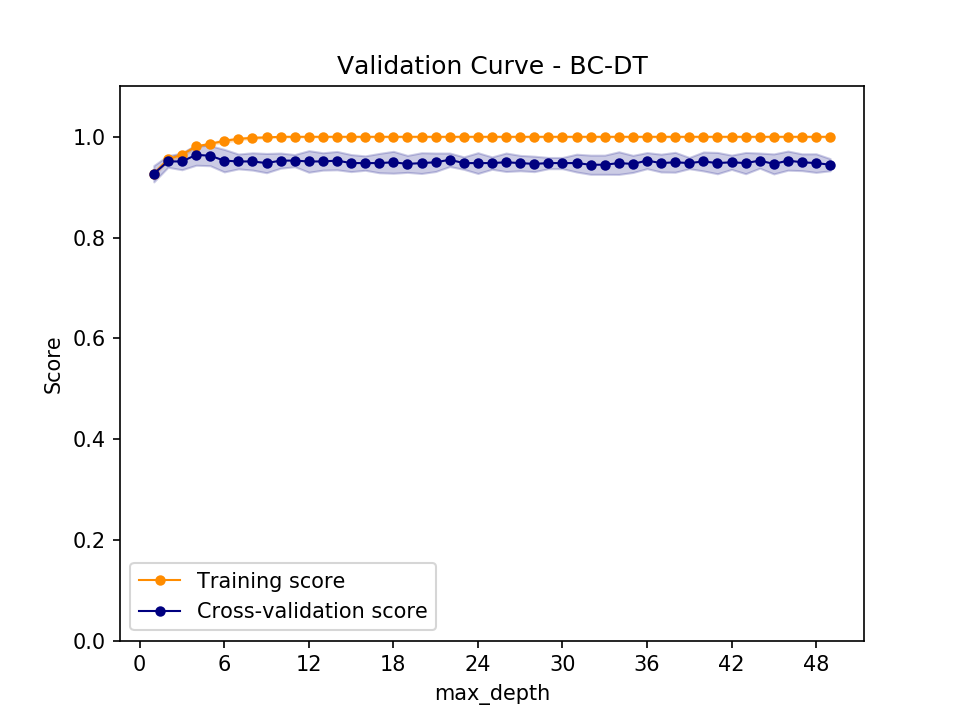 Validation Curve - BC-DT
Score
1.0
0.8
0.6
0.4
0.2
0.0
Training score
Cross-validation score
0 6 12 18 24 30 36 42 48
max_depth